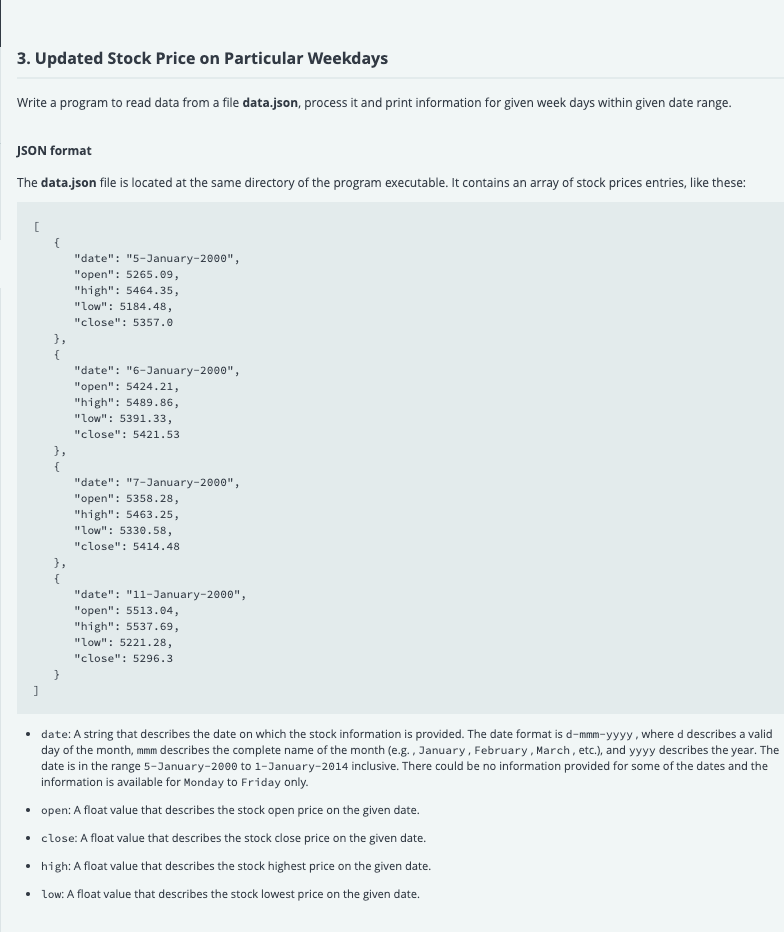 3. Updated Stock Price on Particular Weekdays
Write a program to read data from a file data.json, process it and print information for given week days within given date range.
JSON format
The data.json file is located at the same directory of the program executable. It contains an array of stock prices entries, like these:
[
{
"date": "5-January-2000",
"open": 5265.09,
"high": 5464.35,
"low": 5184.48,
"close": 5357.0
},
{
"date": "6-January-2000",
"open": 5424.21,
"high": 5489.86,
"low": 5391.33,
"close": 5421.53
},
{
"date": "7-January-2000",
"open": 5358.28,
"high": 5463.25,
"low": 5330.58,
"close": 5414.48
},
{
"date": "11-January-2000",
"open": 5513.04,
"high": 5537.69,
"low": 5221.28,
"close": 5296.3
}
]
• date: A string that describes the date on which the stock information is provided. The date format is d-mmm-yyyy, where d describes a valid
day of the month, mmm describes the complete name of the month (e.g., January, February, March, etc.), and yyyy describes the year. The
date is in the range 5-January-2000 to 1-January-2014 inclusive. There could be no information provided for some of the dates and the
information is available for Monday to Friday only.
• open: A float value that describes the stock open price on the given date.
• close: A float value that describes the stock close price on the given date.
• high: A float value that describes the stock highest price on the given date.
• low: A float value that describes the stock lowest price on the given date.